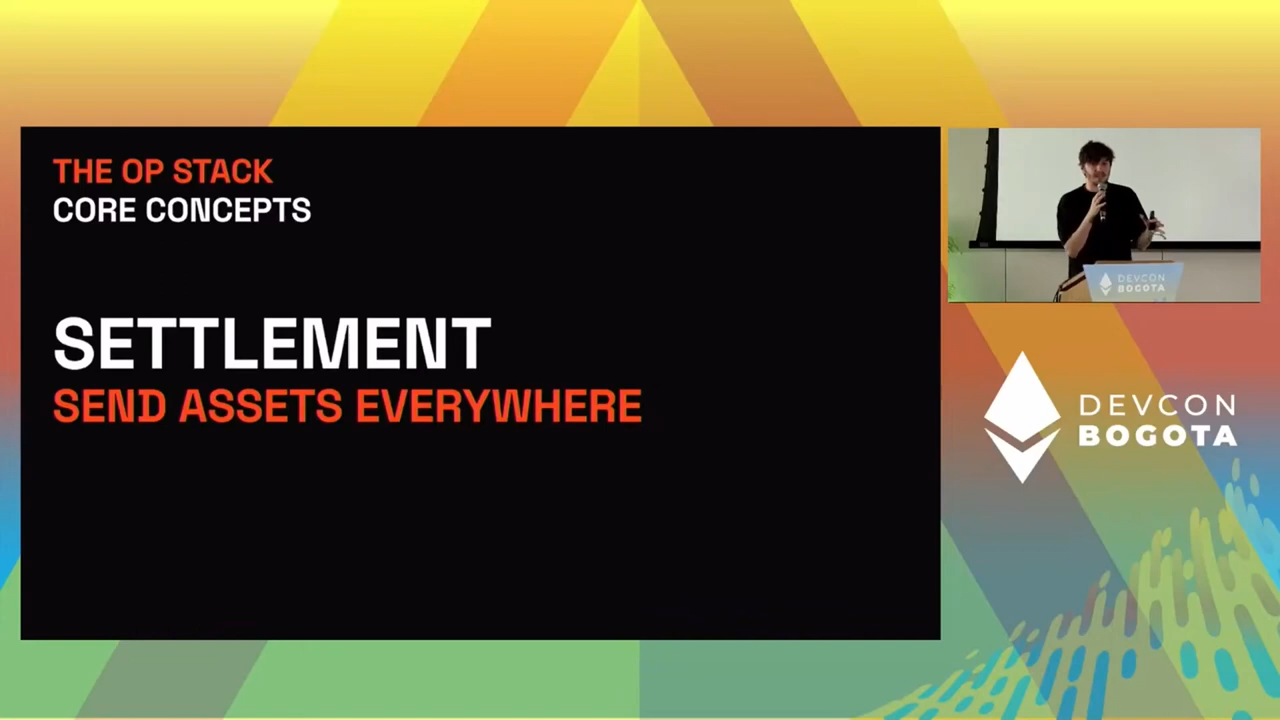 THE OP STACK
CORE CONCEPTS
SETTLEMENT
SEND ASSETS EVERYWHERE
DEVCON
BOGOTA
DEVCON
BOGOTA